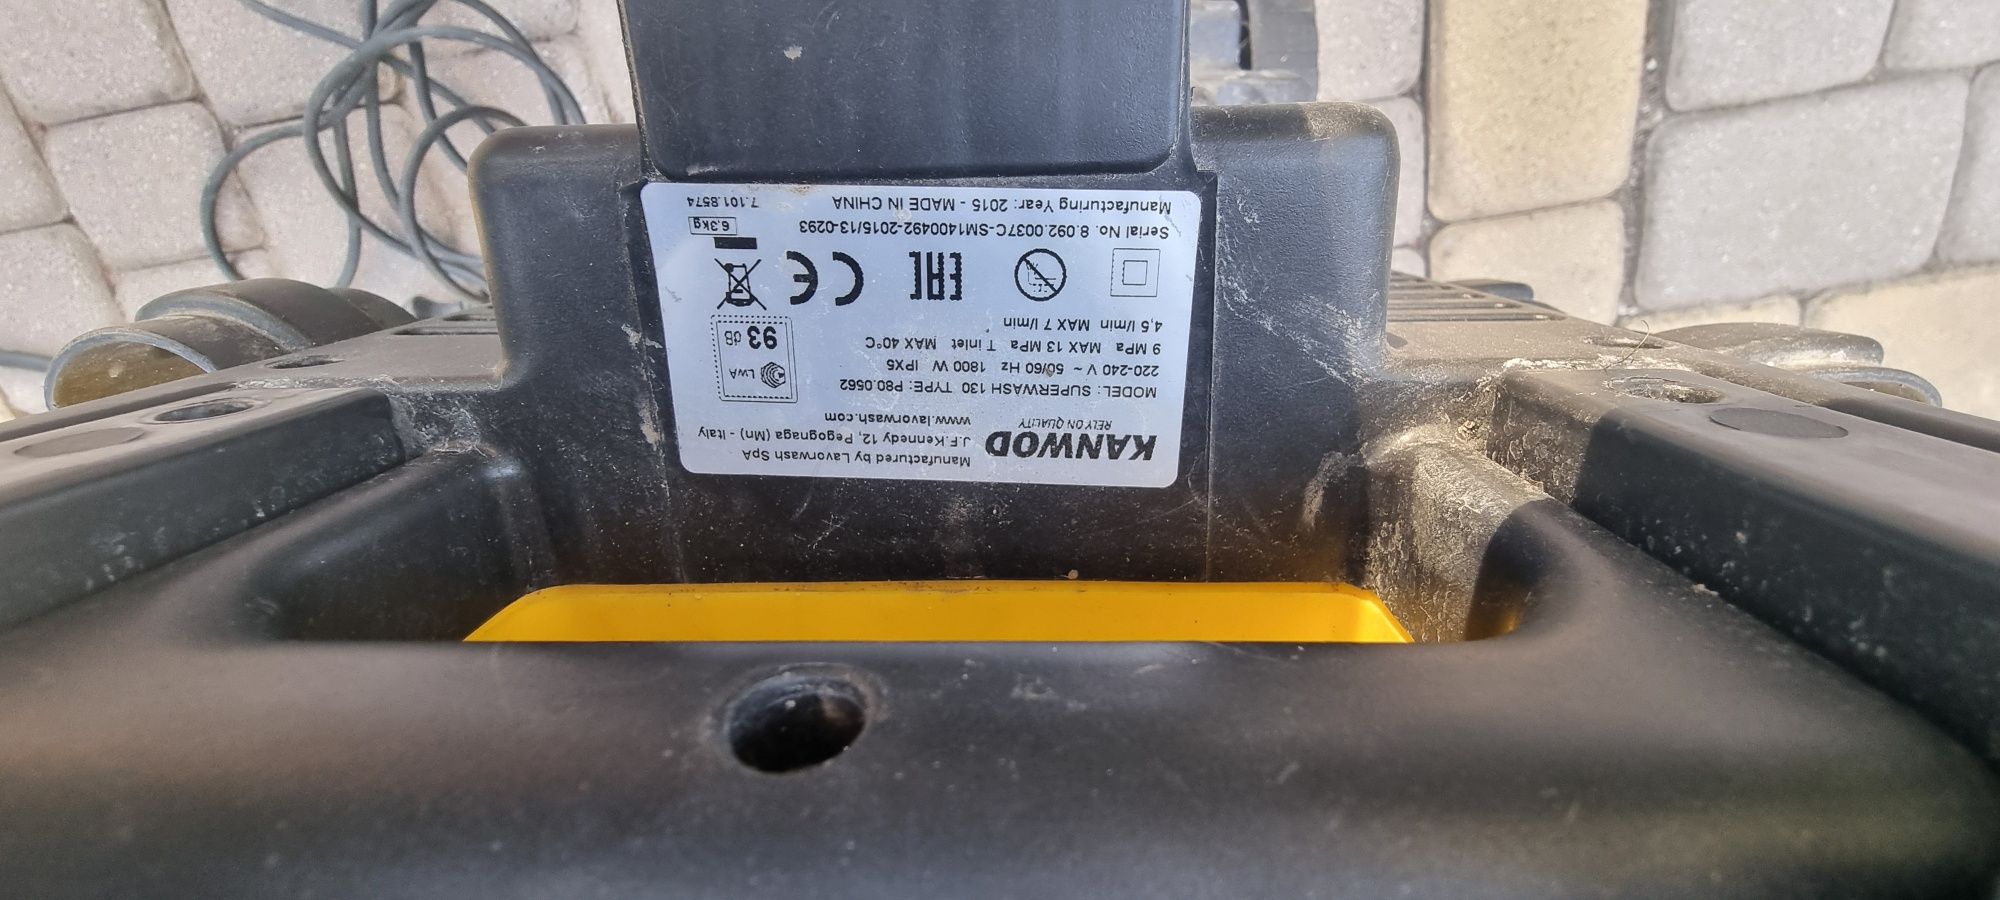 KANWOD
RELY ON QUALITY
Manufactured by Lavorwash SpA
J.F.Kennedy 12, Pegognaga (Mn) - Italy
www.lavorwash.com
MODEL: SUPERWASH 130 TYPE: P80.0562
220-240 V ~ 50/60 Hz 1800 W IPX5
9 MPa MAX 13 MPa T inlet MAX 40°C
4,5 l/min MAX 7 l/min
LwA
93 dB
EAC
CE
Serial No. 8.092.0037C-SM1400492-2015/13-0293
6,3kg
Manufacturing Year: 2015 - MADE IN CHINA
7.101.8574